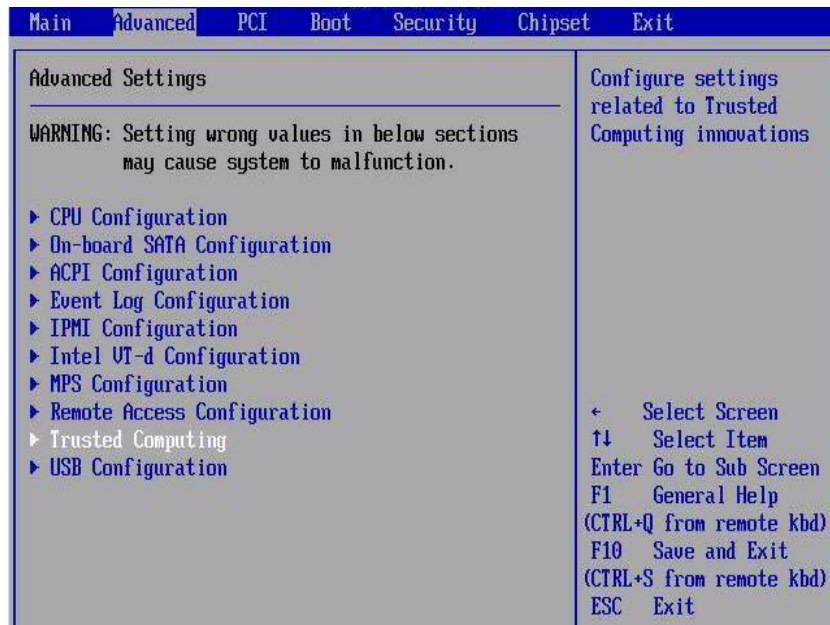 Main Advanced PCI Boot Security Chipset Exit
Advanced Settings
WARNING: Setting wrong values in below sections
may cause system to malfunction.
▶ CPU Configuration
▶ On-board SATA Configuration
▶ ACPI Configuration
▶ Event Log Configuration
▶ IPMI Configuration
▶ Intel VT-d Configuration
▶ MPS Configuration
▶ Remote Access Configuration
▶ Trusted Computing
▶ USB Configuration
Configure settings
related to Trusted
Computing innovations
← Select Screen
↑↓ Select Item
Enter Go to Sub Screen
F1 General Help
(CTRL+Q from remote kbd)
F10 Save and Exit
(CTRL+S from remote kbd)
ESC Exit